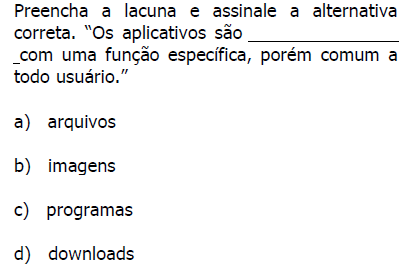 Preencha a lacuna e assinale a alternativa
correta. “Os aplicativos são ________________
_com uma função específica, porém comum a
todo usuário.”
a) arquivos
b) imagens
c) programas
d) downloads